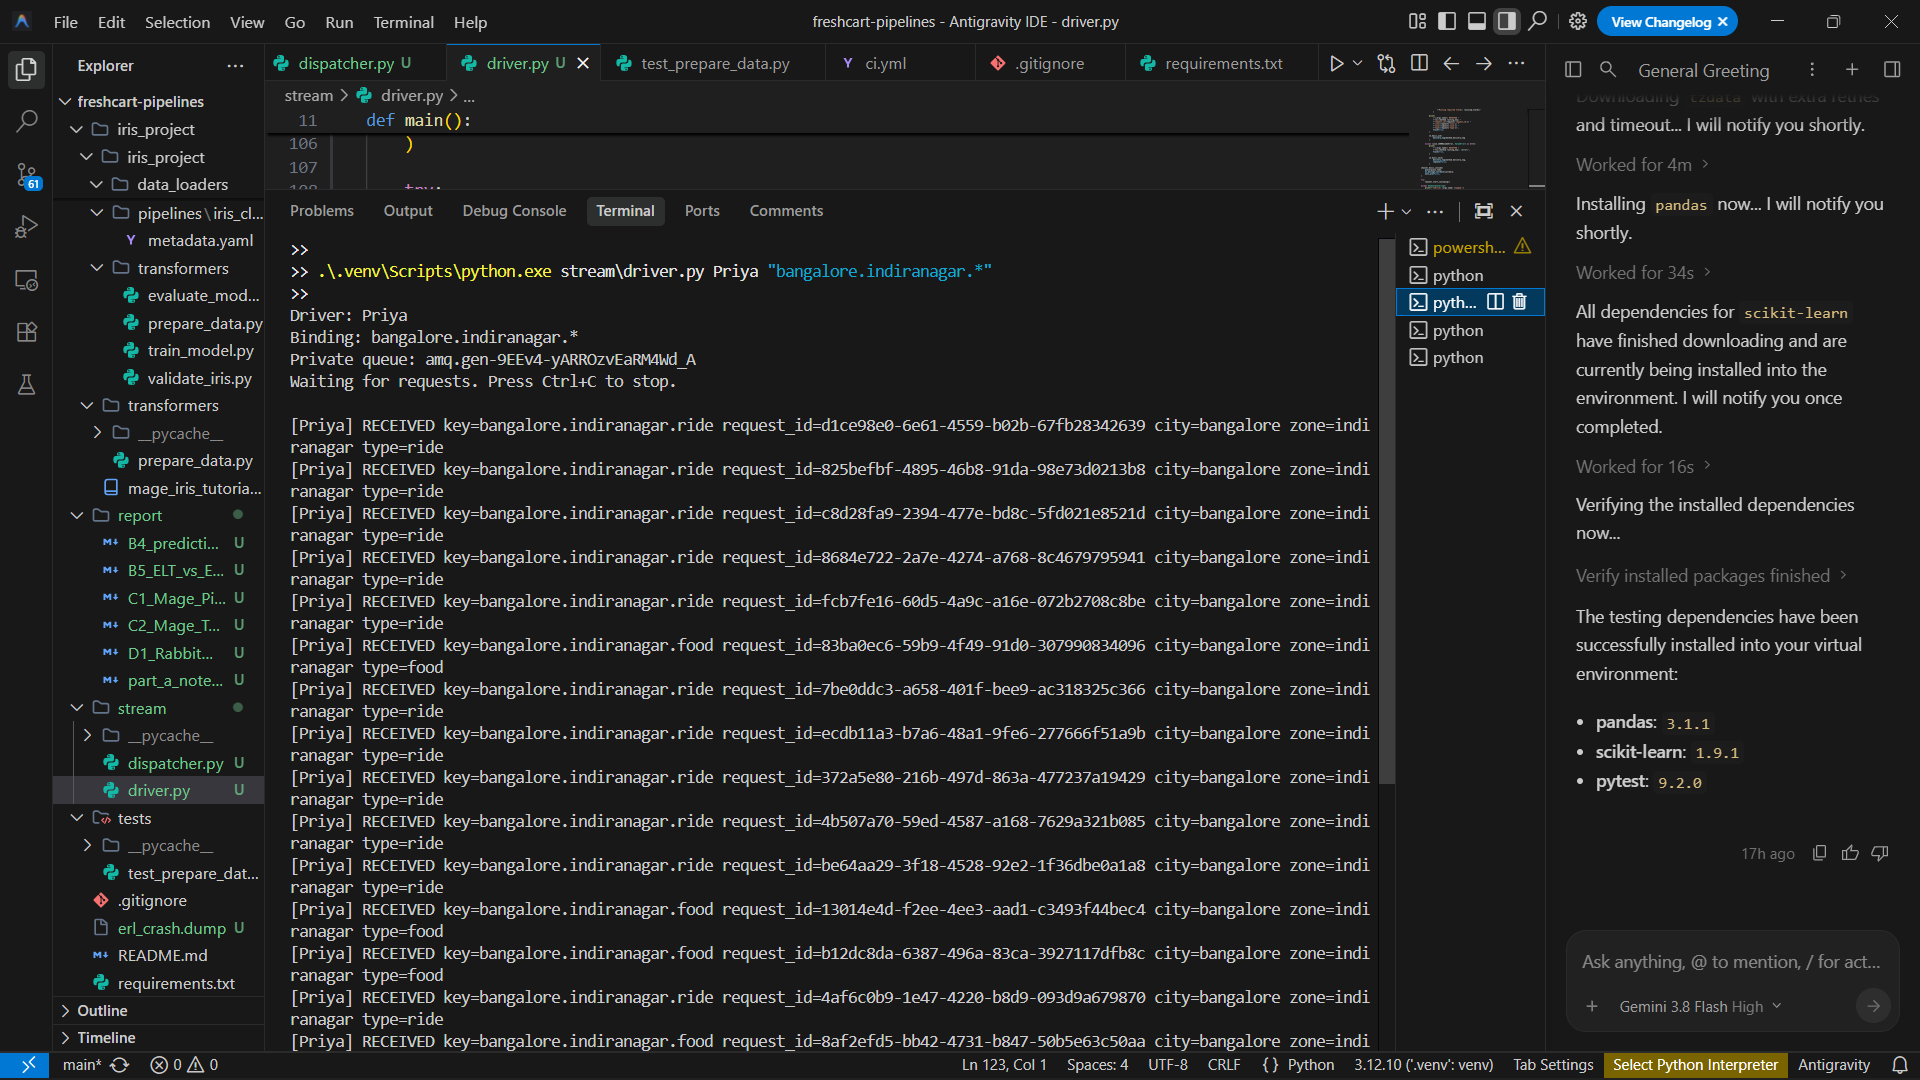 File Edit Selection View Go Run Terminal Help
freshcart-pipelines - Antigravity IDE - driver.py
View Changelog ×
Explorer
freshcart-pipelines
iris_project
iris_project
data_loaders
pipelines\iris_cl...
metadata.yaml
transformers
evaluate_mod...
prepare_data.py
train_model.py
validate_iris.py
transformers
__pycache__
prepare_data.py
mage_iris_tutoria...
report
B4_predicti... U
B5_ELT_vs_E... U
C1_Mage_Pi... U
C2_Mage_T... U
D1_Rabbit... U
part_a_note... U
stream
__pycache__
dispatcher.py U
driver.py U
tests
__pycache__
test_prepare_dat...
.gitignore
erl_crash.dump U
README.md
requirements.txt
Outline
Timeline
61
dispatcher.py U
driver.py U
test_prepare_data.py
ci.yml
.gitignore
requirements.txt
stream > driver.py > ...
11 def main():
106 )
107
Problems Output Debug Console Terminal Ports Comments
>>
>> .\.venv\Scripts\python.exe stream\driver.py Priya "bangalore.indiranagar.*"
>>
Driver: Priya
Binding: bangalore.indiranagar.*
Private queue: amq.gen-9EEv4-yARROzvEaRM4Wd_A
Waiting for requests. Press Ctrl+C to stop.
[Priya] RECEIVED key=bangalore.indiranagar.ride request_id=d1ce98e0-6e61-4559-b02b-67fb28342639 city=bangalore zone=indi
ranagar type=ride
[Priya] RECEIVED key=bangalore.indiranagar.ride request_id=825befbf-4895-46b8-91da-98e73d0213b8 city=bangalore zone=indi
ranagar type=ride
[Priya] RECEIVED key=bangalore.indiranagar.ride request_id=c8d28fa9-2394-477e-bd8c-5fd021e8521d city=bangalore zone=indi
ranagar type=ride
[Priya] RECEIVED key=bangalore.indiranagar.ride request_id=8684e722-2a7e-4274-a768-8c4679795941 city=bangalore zone=indi
ranagar type=ride
[Priya] RECEIVED key=bangalore.indiranagar.ride request_id=fcb7fe16-60d5-4a9c-a16e-072b2708c8be city=bangalore zone=indi
ranagar type=ride
[Priya] RECEIVED key=bangalore.indiranagar.food request_id=83ba0ec6-59b9-4f49-91d0-307990834096 city=bangalore zone=indi
ranagar type=food
[Priya] RECEIVED key=bangalore.indiranagar.ride request_id=7be0ddc3-a658-401f-bee9-ac318325c366 city=bangalore zone=indi
ranagar type=ride
[Priya] RECEIVED key=bangalore.indiranagar.ride request_id=ecdb11a3-b7a6-48a1-9fe6-277666f51a9b city=bangalore zone=indi
ranagar type=ride
[Priya] RECEIVED key=bangalore.indiranagar.ride request_id=372a5e80-216b-497d-863a-477237a19429 city=bangalore zone=indi
ranagar type=ride
[Priya] RECEIVED key=bangalore.indiranagar.ride request_id=4b507a70-59ed-4587-a168-7629a321b085 city=bangalore zone=indi
ranagar type=ride
[Priya] RECEIVED key=bangalore.indiranagar.ride request_id=be64aa29-3f18-4528-92e2-1f36dbe0a1a8 city=bangalore zone=indi
ranagar type=ride
[Priya] RECEIVED key=bangalore.indiranagar.food request_id=13014e4d-f2ee-4ee3-aad1-c3493f44bec4 city=bangalore zone=indi
ranagar type=food
[Priya] RECEIVED key=bangalore.indiranagar.food request_id=b12dc8da-6387-496a-83ca-3927117dfb8c city=bangalore zone=indi
ranagar type=food
[Priya] RECEIVED key=bangalore.indiranagar.ride request_id=4af6c0b9-1e47-4220-b8d9-093d9a679870 city=bangalore zone=indi
ranagar type=ride
[Priya] RECEIVED key=bangalore.indiranagar.food request_id=8af2efd5-bb42-4731-b847-50b5e63c50aa city=bangalore zone=indi
powersh...
python
pyth...
python
python
General Greeting
Downloading tzdata with extra retries
and timeout... I will notify you shortly.
Worked for 4m >
Installing pandas now... I will notify you
shortly.
Worked for 34s >
All dependencies for scikit-learn
have finished downloading and are
currently being installed into the
environment. I will notify you once
completed.
Worked for 16s >
Verifying the installed dependencies
now...
Verify installed packages finished >
The testing dependencies have been
successfully installed into your virtual
environment:
• pandas: 3.1.1
• scikit-learn: 1.9.1
• pytest: 9.2.0
17h ago
Ask anything, @ to mention, / for act...
Gemini 3.8 Flash High
main* 0 0 Ln 123, Col 1 Spaces: 4 UTF-8 CRLF {} Python 3.12.10 ('.venv': venv) Tab Settings Select Python Interpreter Antigravity